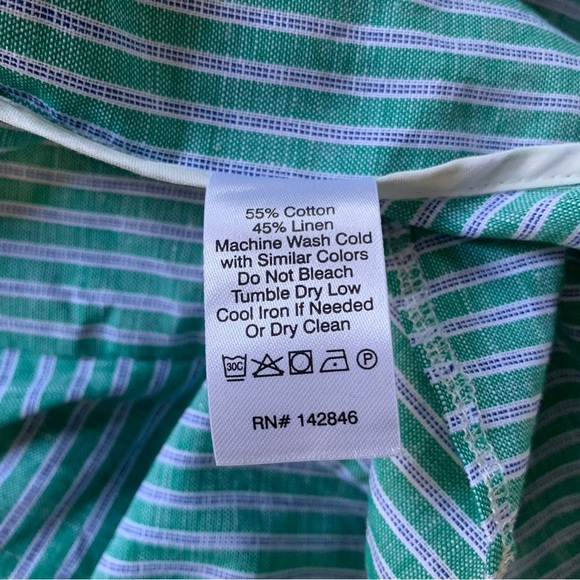 55% Cotton
45% Linen
Machine Wash Cold
with Similar Colors
Do Not Bleach
Tumble Dry Low
Cool Iron If Needed
Or Dry Clean
30C P
RN# 142846